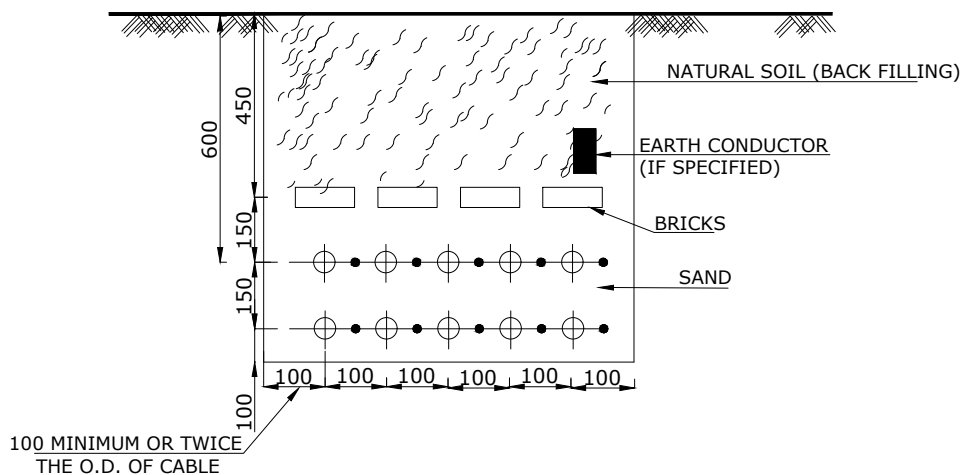 NATURAL SOIL (BACK FILLING)
450
600
EARTH CONDUCTOR
(IF SPECIFIED)
BRICKS
150
SAND
150
100 100 100 100 100 100
100
100 MINIMUM OR TWICE
THE O.D. OF CABLE